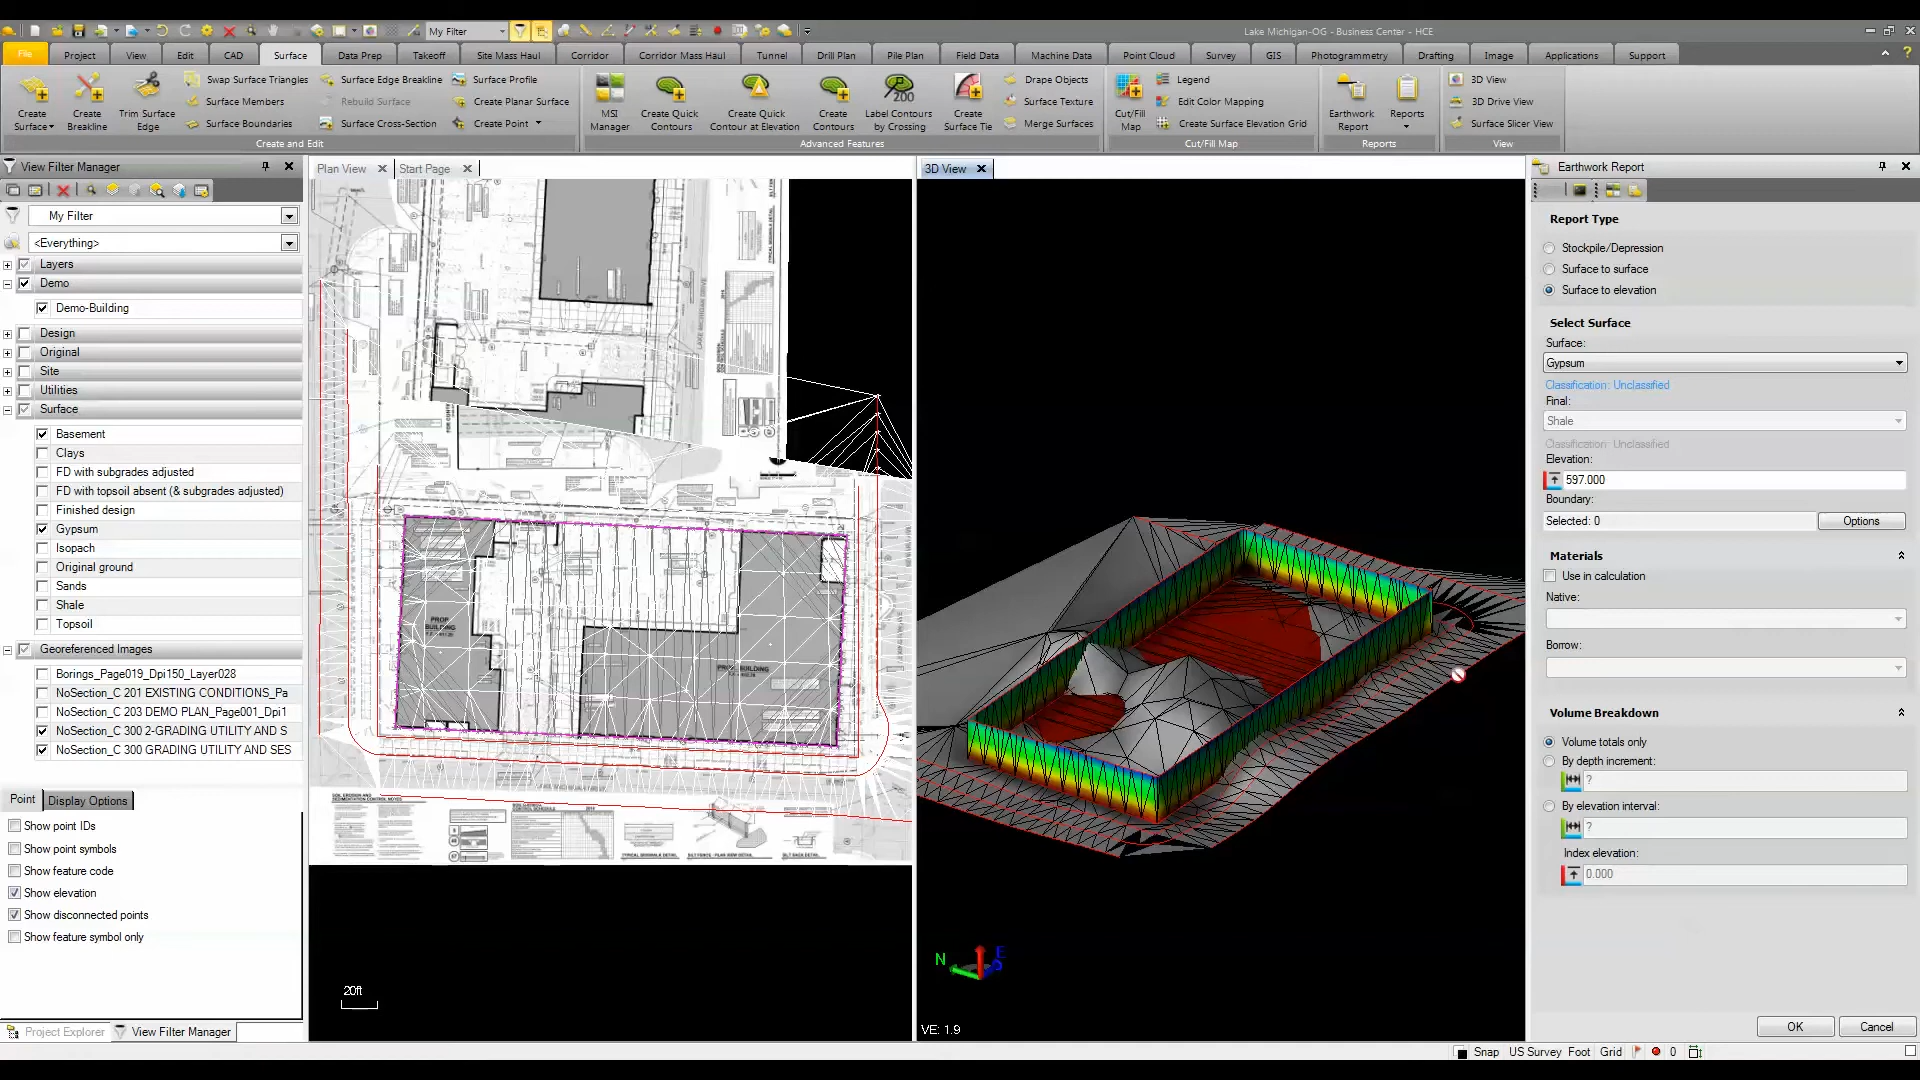 My Filter
Lake Michigan-OG - Business Center - HCE
File Project View Edit CAD Surface Data Prep Takeoff Site Mass Haul Corridor Corridor Mass Haul Tunnel Drill Plan Pile Plan Field Data Machine Data Point Cloud Survey GIS Photogrammetry Drafting Image Applications Support
Create Surface
Create Breakline
Trim Surface Edge
Swap Surface Triangles
Surface Members
Surface Boundaries
Surface Edge Breakline
Rebuild Surface
Surface Cross-Section
Surface Profile
Create Planar Surface
Create Point
Create and Edit
MSI Manager
Create Quick Contours
Create Quick Contour at Elevation
Create Contours
200
Label Contours by Crossing
Create Surface Tie
Drape Objects
Surface Texture
Merge Surfaces
Advanced Features
Cut/Fill Map
Legend
Edit Color Mapping
Create Surface Elevation Grid
Cut/Fill Map
Earthwork Report
Reports
Reports
3D View
3D Drive View
Surface Slicer View
View
View Filter Manager
My Filter
<Everything>
Layers
Demo
Demo-Building
Design
Original
Site
Utilities
Surface
Basement
Clays
FD with subgrades adjusted
FD with topsoil absent (& subgrades adjusted)
Finished design
Gypsum
Isopach
Original ground
Sands
Shale
Topsoil
Georeferenced Images
Borings_Page019_Dpi150_Layer028
NoSection_C 201 EXISTING CONDITIONS_Pa
NoSection_C 203 DEMO PLAN_Page001_Dpi1
NoSection_C 300 2-GRADING UTILITY AND S
NoSection_C 300 GRADING UTILITY AND SES
Point Display Options
Show point IDs
Show point symbols
Show feature code
Show elevation
Show disconnected points
Show feature symbol only
Project Explorer View Filter Manager
Plan View Start Page
PROP
BUILDING
20ft
3D View
N E
VE: 1.9
Earthwork Report
Report Type
Stockpile/Depression
Surface to surface
Surface to elevation
Select Surface
Surface:
Gypsum
Classification: Unclassified
Final:
Shale
Classification: Unclassified
Elevation:
597.000
Boundary:
Selected: 0 Options
Materials
Use in calculation
Native:
Borrow:
Volume Breakdown
Volume totals only
By depth increment:
?
By elevation interval:
?
Index elevation:
0.000
OK Cancel
Snap US Survey Foot Grid 0